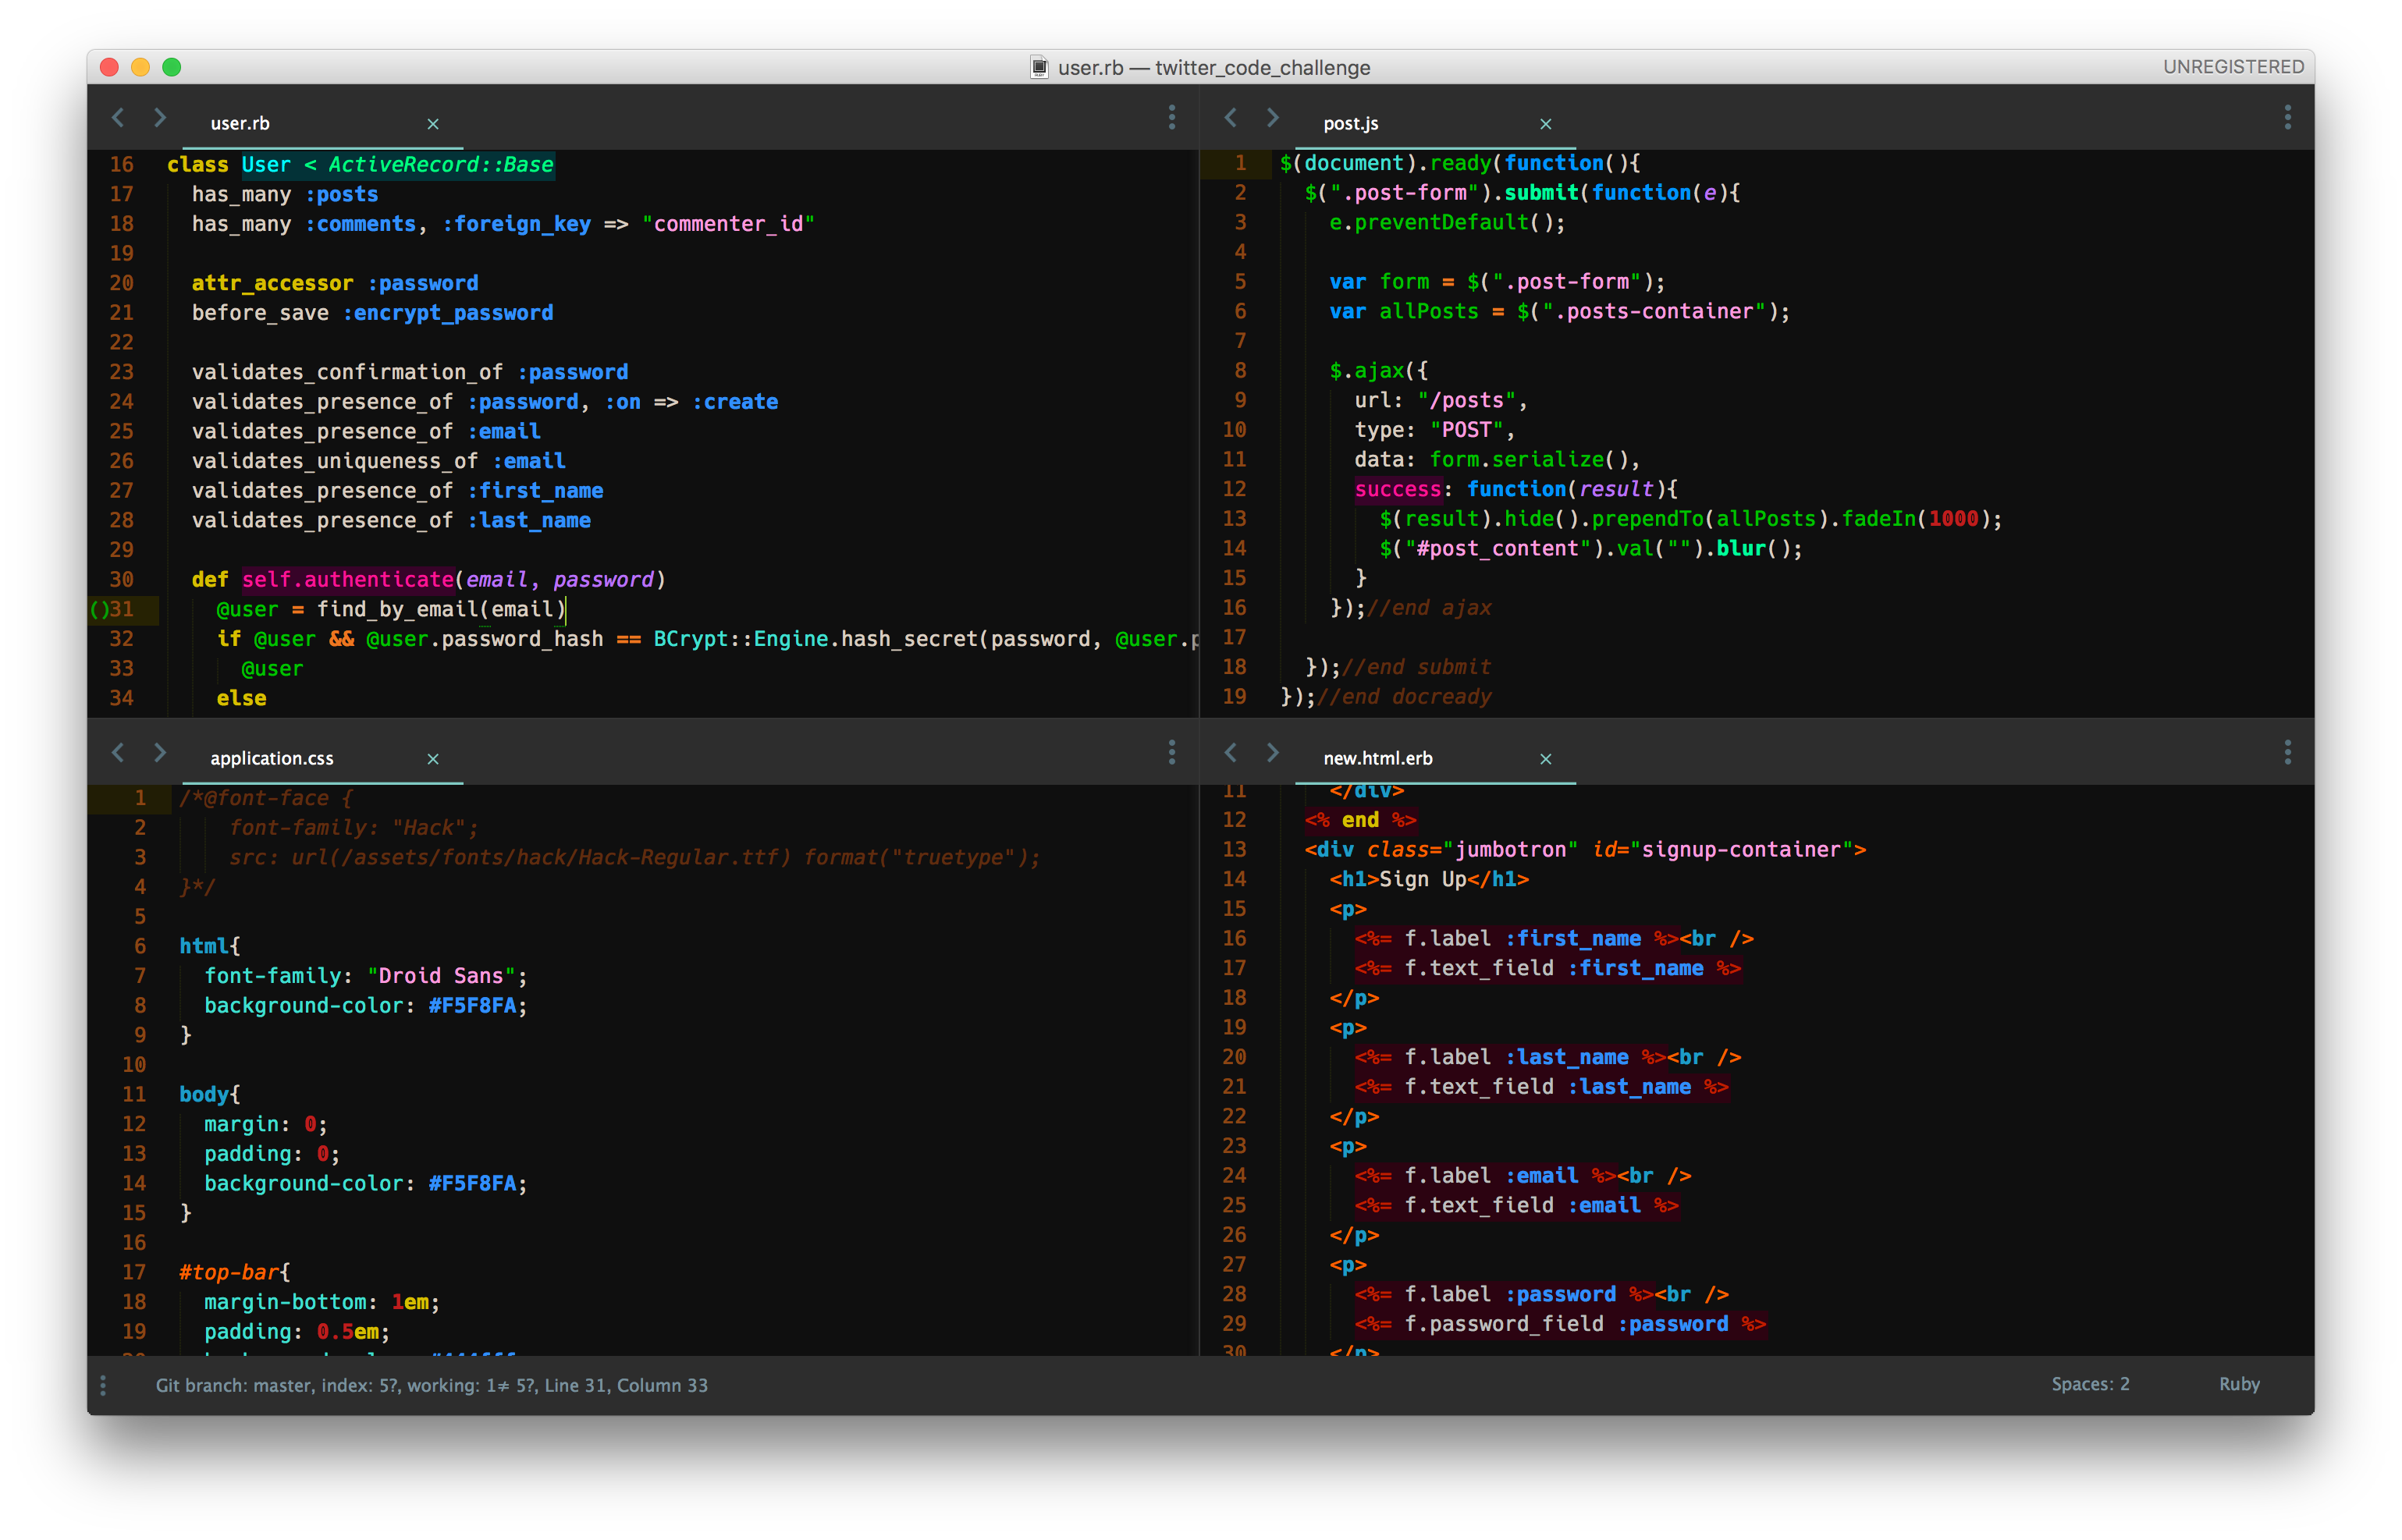 user.rb — twitter_code_challenge
UNREGISTERED
user.rb ×
16 class User < ActiveRecord::Base
17   has_many :posts
18   has_many :comments, :foreign_key => "commenter_id"
19
20   attr_accessor :password
21   before_save :encrypt_password
22
23   validates_confirmation_of :password
24   validates_presence_of :password, :on => :create
25   validates_presence_of :email
26   validates_uniqueness_of :email
27   validates_presence_of :first_name
28   validates_presence_of :last_name
29
30   def self.authenticate(email, password)
()31     @user = find_by_email(email)
32     if @user && @user.password_hash == BCrypt::Engine.hash_secret(password, @user.p
33       @user
34     else
post.js ×
1 $(document).ready(function(){
2   $(".post-form").submit(function(e){
3     e.preventDefault();
4
5     var form = $(".post-form");
6     var allPosts = $(".posts-container");
7
8     $.ajax({
9       url: "/posts",
10       type: "POST",
11       data: form.serialize(),
12       success: function(result){
13         $(result).hide().prependTo(allPosts).fadeIn(1000);
14         $("#post_content").val("").blur();
15       }
16     });//end ajax
17
18   });//end submit
19 });//end docready
application.css ×
1 /*@font-face {
2     font-family: "Hack";
3     src: url(/assets/fonts/hack/Hack-Regular.ttf) format("truetype");
4 }*/
5
6 html{
7   font-family: "Droid Sans";
8   background-color: #F5F8FA;
9 }
10
11 body{
12   margin: 0;
13   padding: 0;
14   background-color: #F5F8FA;
15 }
16
17 #top-bar{
18   margin-bottom: 1em;
19   padding: 0.5em;
new.html.erb ×
11     </div>
12   <% end %>
13   <div class="jumbotron" id="signup-container">
14     <h1>Sign Up</h1>
15     <p>
16       <%= f.label :first_name %><br />
17       <%= f.text_field :first_name %>
18     </p>
19     <p>
20       <%= f.label :last_name %><br />
21       <%= f.text_field :last_name %>
22     </p>
23     <p>
24       <%= f.label :email %><br />
25       <%= f.text_field :email %>
26     </p>
27     <p>
28       <%= f.label :password %><br />
29       <%= f.password_field :password %>
30     </p>
Git branch: master, index: 5?, working: 1≠ 5?, Line 31, Column 33
Spaces: 2
Ruby